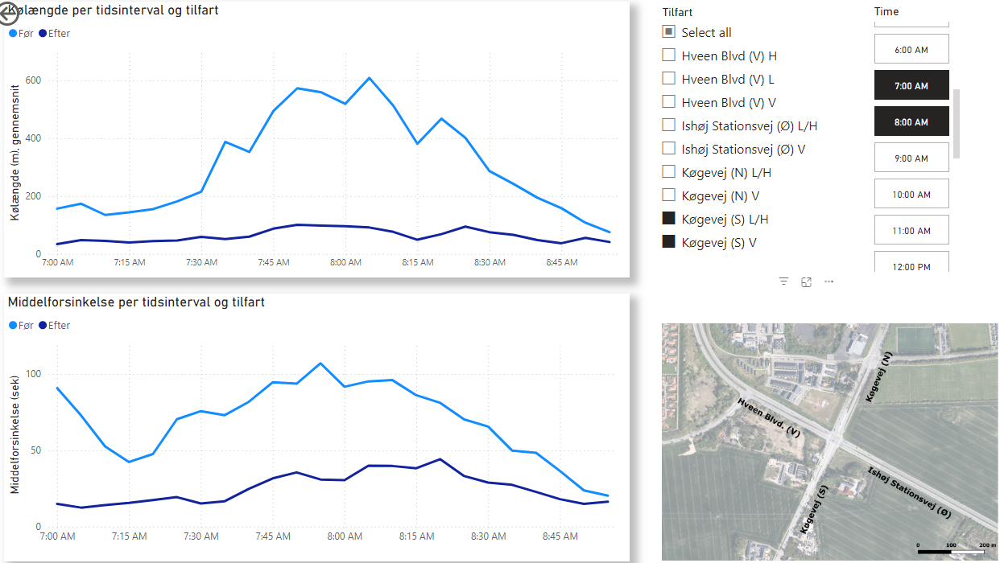 Kølængde per tidsinterval og tilfart
Før Efter
Kølængde (m), gennemsnit
600
400
200
0
7:00 AM 7:15 AM 7:30 AM 7:45 AM 8:00 AM 8:15 AM 8:30 AM 8:45 AM
Middelforsinkelse per tidsinterval og tilfart
Før Efter
Middelforsinkelse (sek)
100
50
0
7:00 AM 7:15 AM 7:30 AM 7:45 AM 8:00 AM 8:15 AM 8:30 AM 8:45 AM
Tilfart
Select all
Hveen Blvd (V) H
Hveen Blvd (V) L
Hveen Blvd (V) V
Ishøj Stationsvej (Ø) L/H
Ishøj Stationsvej (Ø) V
Køgevej (N) L/H
Køgevej (N) V
Køgevej (S) L/H
Køgevej (S) V
Time
6:00 AM
7:00 AM
8:00 AM
9:00 AM
10:00 AM
11:00 AM
12:00 PM
Køgevej (N)
Hveen Blvd. (V)
Ishøj Stationsvej (Ø)
Køgevej (S)
0 100 200 m